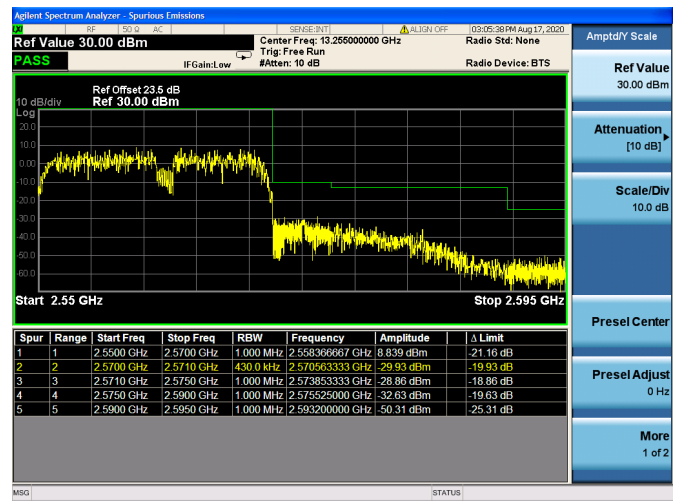 Agilent Spectrum Analyzer - Spurious Emissions
RF 50 Ω AC SENSE:INT ALIGN OFF 03:05:38 PM Aug 17, 2020
Ref Value 30.00 dBm Center Freq: 13.255000000 GHz Radio Std: None
Trig: Free Run
PASS IFGain:Low #Atten: 10 dB Radio Device: BTS
Ref Offset 23.5 dB
10 dB/div Ref 30.00 dBm
Log
20.0
10.0
0.00
-10.0
-20.0
-30.0
-40.0
-50.0
-60.0
Start 2.55 GHz Stop 2.595 GHz
Spur Range Start Freq Stop Freq RBW Frequency Amplitude Δ Limit
1 1 2.5500 GHz 2.5700 GHz 1.000 MHz 2.558366667 GHz 8.839 dBm -21.16 dB
2 2 2.5700 GHz 2.5710 GHz 430.0 kHz 2.570563333 GHz -29.93 dBm -19.93 dB
3 3 2.5710 GHz 2.5750 GHz 1.000 MHz 2.573853333 GHz -28.86 dBm -18.86 dB
4 4 2.5750 GHz 2.5900 GHz 1.000 MHz 2.575525000 GHz -32.63 dBm -19.63 dB
5 5 2.5900 GHz 2.5950 GHz 1.000 MHz 2.593200000 GHz -50.31 dBm -25.31 dB
MSG STATUS
Amptd/Y Scale
Ref Value
30.00 dBm
Attenuation
[10 dB]
Scale/Div
10.0 dB
Presel Center
Presel Adjust
0 Hz
More
1 of 2